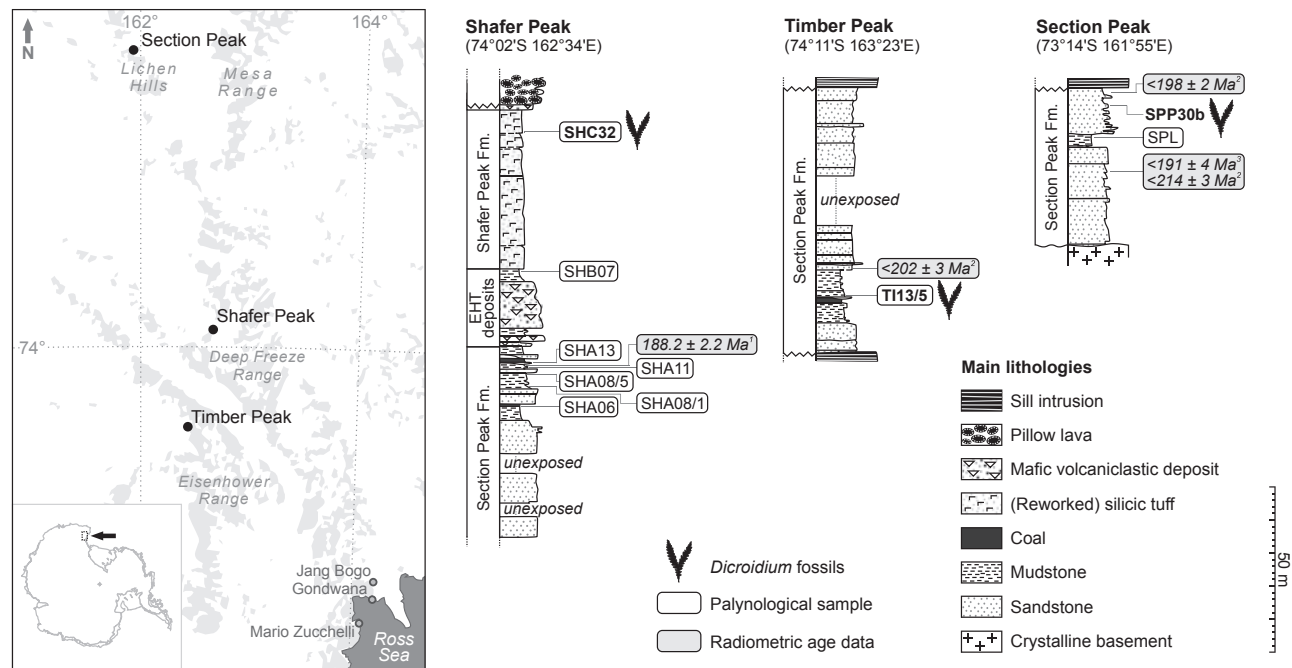 162°
164°
N
Section Peak
Lichen
Hills
Mesa
Range
Shafer Peak
74°
Deep Freeze
Range
Timber Peak
Eisenhower
Range
Jang Bogo
Gondwana
Mario Zucchelli
Ross
Sea
Shafer Peak
(74°02'S 162°34'E)
Shafer Peak Fm.
EHT
deposits
Section Peak Fm.
SHC32
SHB07
188.2 ± 2.2 Ma¹
SHA13
SHA11
SHA08/5
SHA08/1
SHA06
unexposed
unexposed
Timber Peak
(74°11'S 163°23'E)
Section Peak Fm.
unexposed
<202 ± 3 Ma²
TI13/5
Section Peak
(73°14'S 161°55'E)
Section Peak Fm.
<198 ± 2 Ma²
SPP30b
SPL
<191 ± 4 Ma³
<214 ± 3 Ma²
Dicroidium fossils
Palynological sample
Radiometric age data
Main lithologies
Sill intrusion
Pillow lava
Mafic volcaniclastic deposit
(Reworked) silicic tuff
Coal
Mudstone
Sandstone
Crystalline basement
50 m